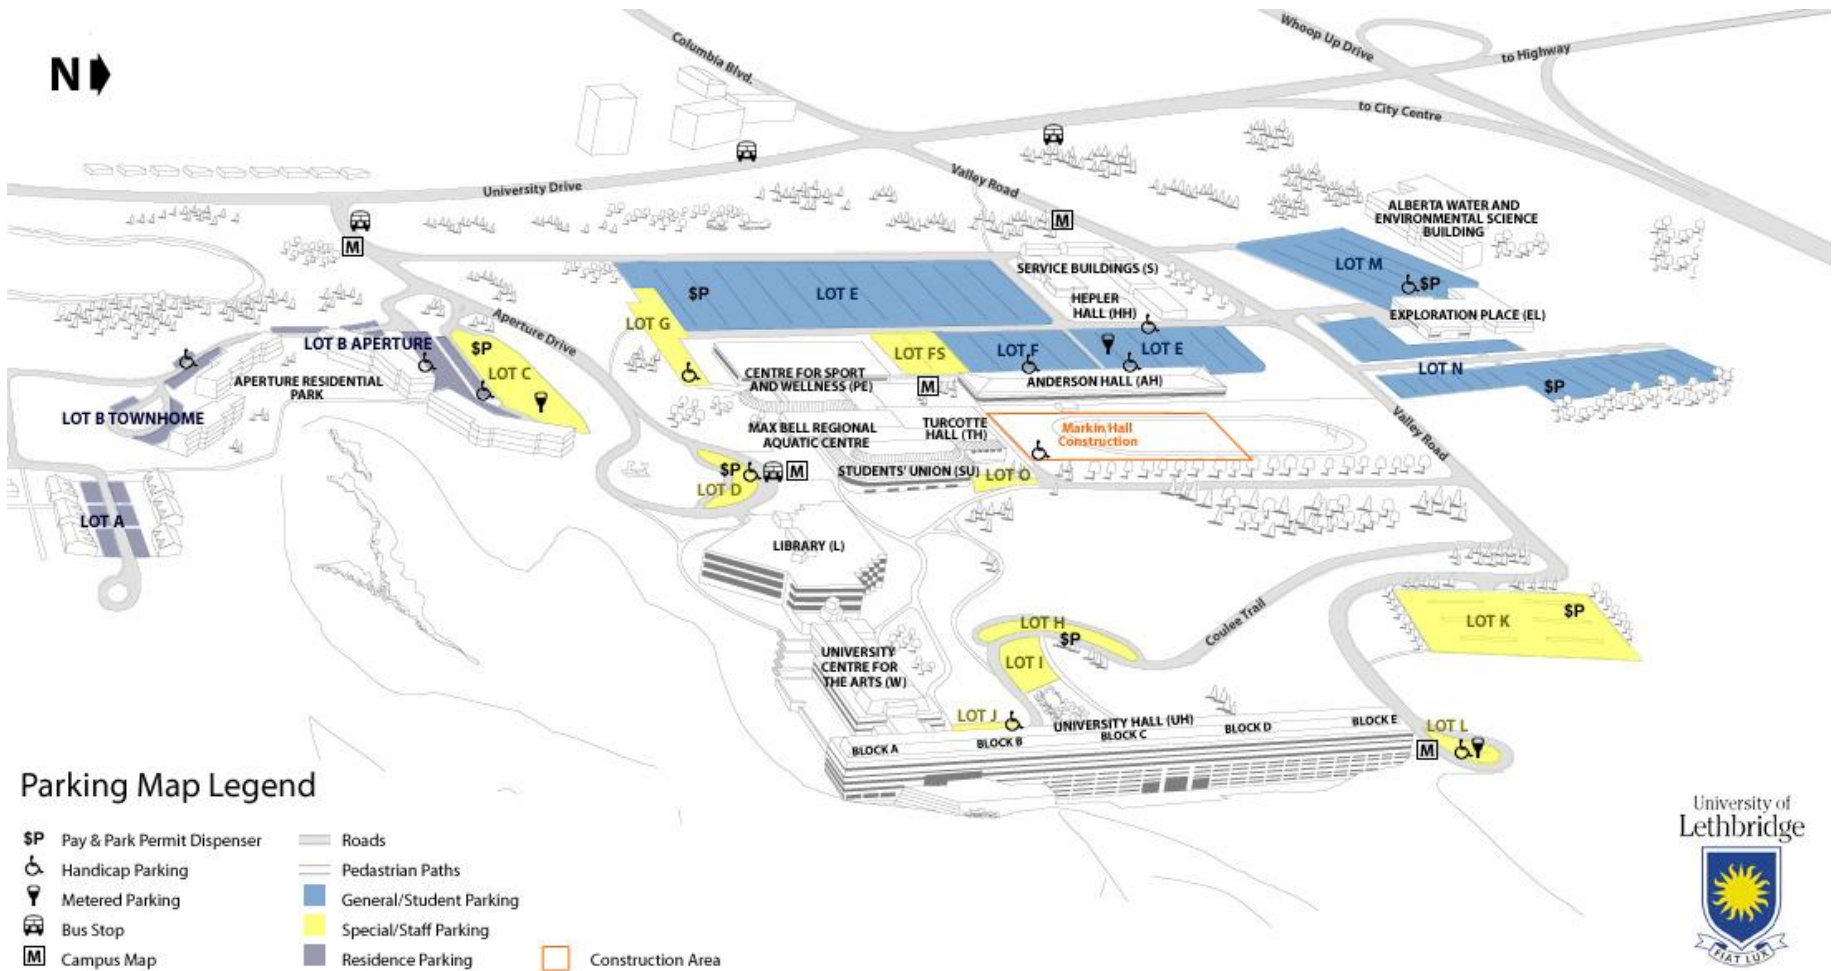 N
Columbia Blvd.
Whoop Up Drive
to Highway
to City Centre
University Drive
Valley Road
M
M
ALBERTA WATER AND
ENVIRONMENTAL SCIENCE
BUILDING
SERVICE BUILDINGS (S)
LOT M
$P
$P
LOT E
HEPLER
HALL (HH)
EXPLORATION PLACE (EL)
Aperture Drive
LOT G
LOT B APERTURE
$P
LOT C
LOT FS
LOT F
LOT E
LOT N
$P
APERTURE RESIDENTIAL
PARK
CENTRE FOR SPORT
AND WELLNESS (PE)
M
ANDERSON HALL (AH)
LOT B TOWNHOME
MAX BELL REGIONAL
AQUATIC CENTRE
TURCOTTE
HALL (TH)
Markin Hall
Construction
Valley Road
$P
M
LOT D
STUDENTS' UNION (SU)
LOT O
LOT A
LIBRARY (L)
Coulee Trail
LOT H
$P
LOT K
$P
LOT I
UNIVERSITY
CENTRE FOR
THE ARTS (W)
LOT J
UNIVERSITY HALL (UH)
BLOCK A
BLOCK B
BLOCK C
BLOCK D
BLOCK E
LOT L
M
Parking Map Legend
$P Pay & Park Permit Dispenser
Handicap Parking
Metered Parking
Bus Stop
M Campus Map
Roads
Pedastrian Paths
General/Student Parking
Special/Staff Parking
Residence Parking
Construction Area
University of
Lethbridge
FIAT LUX